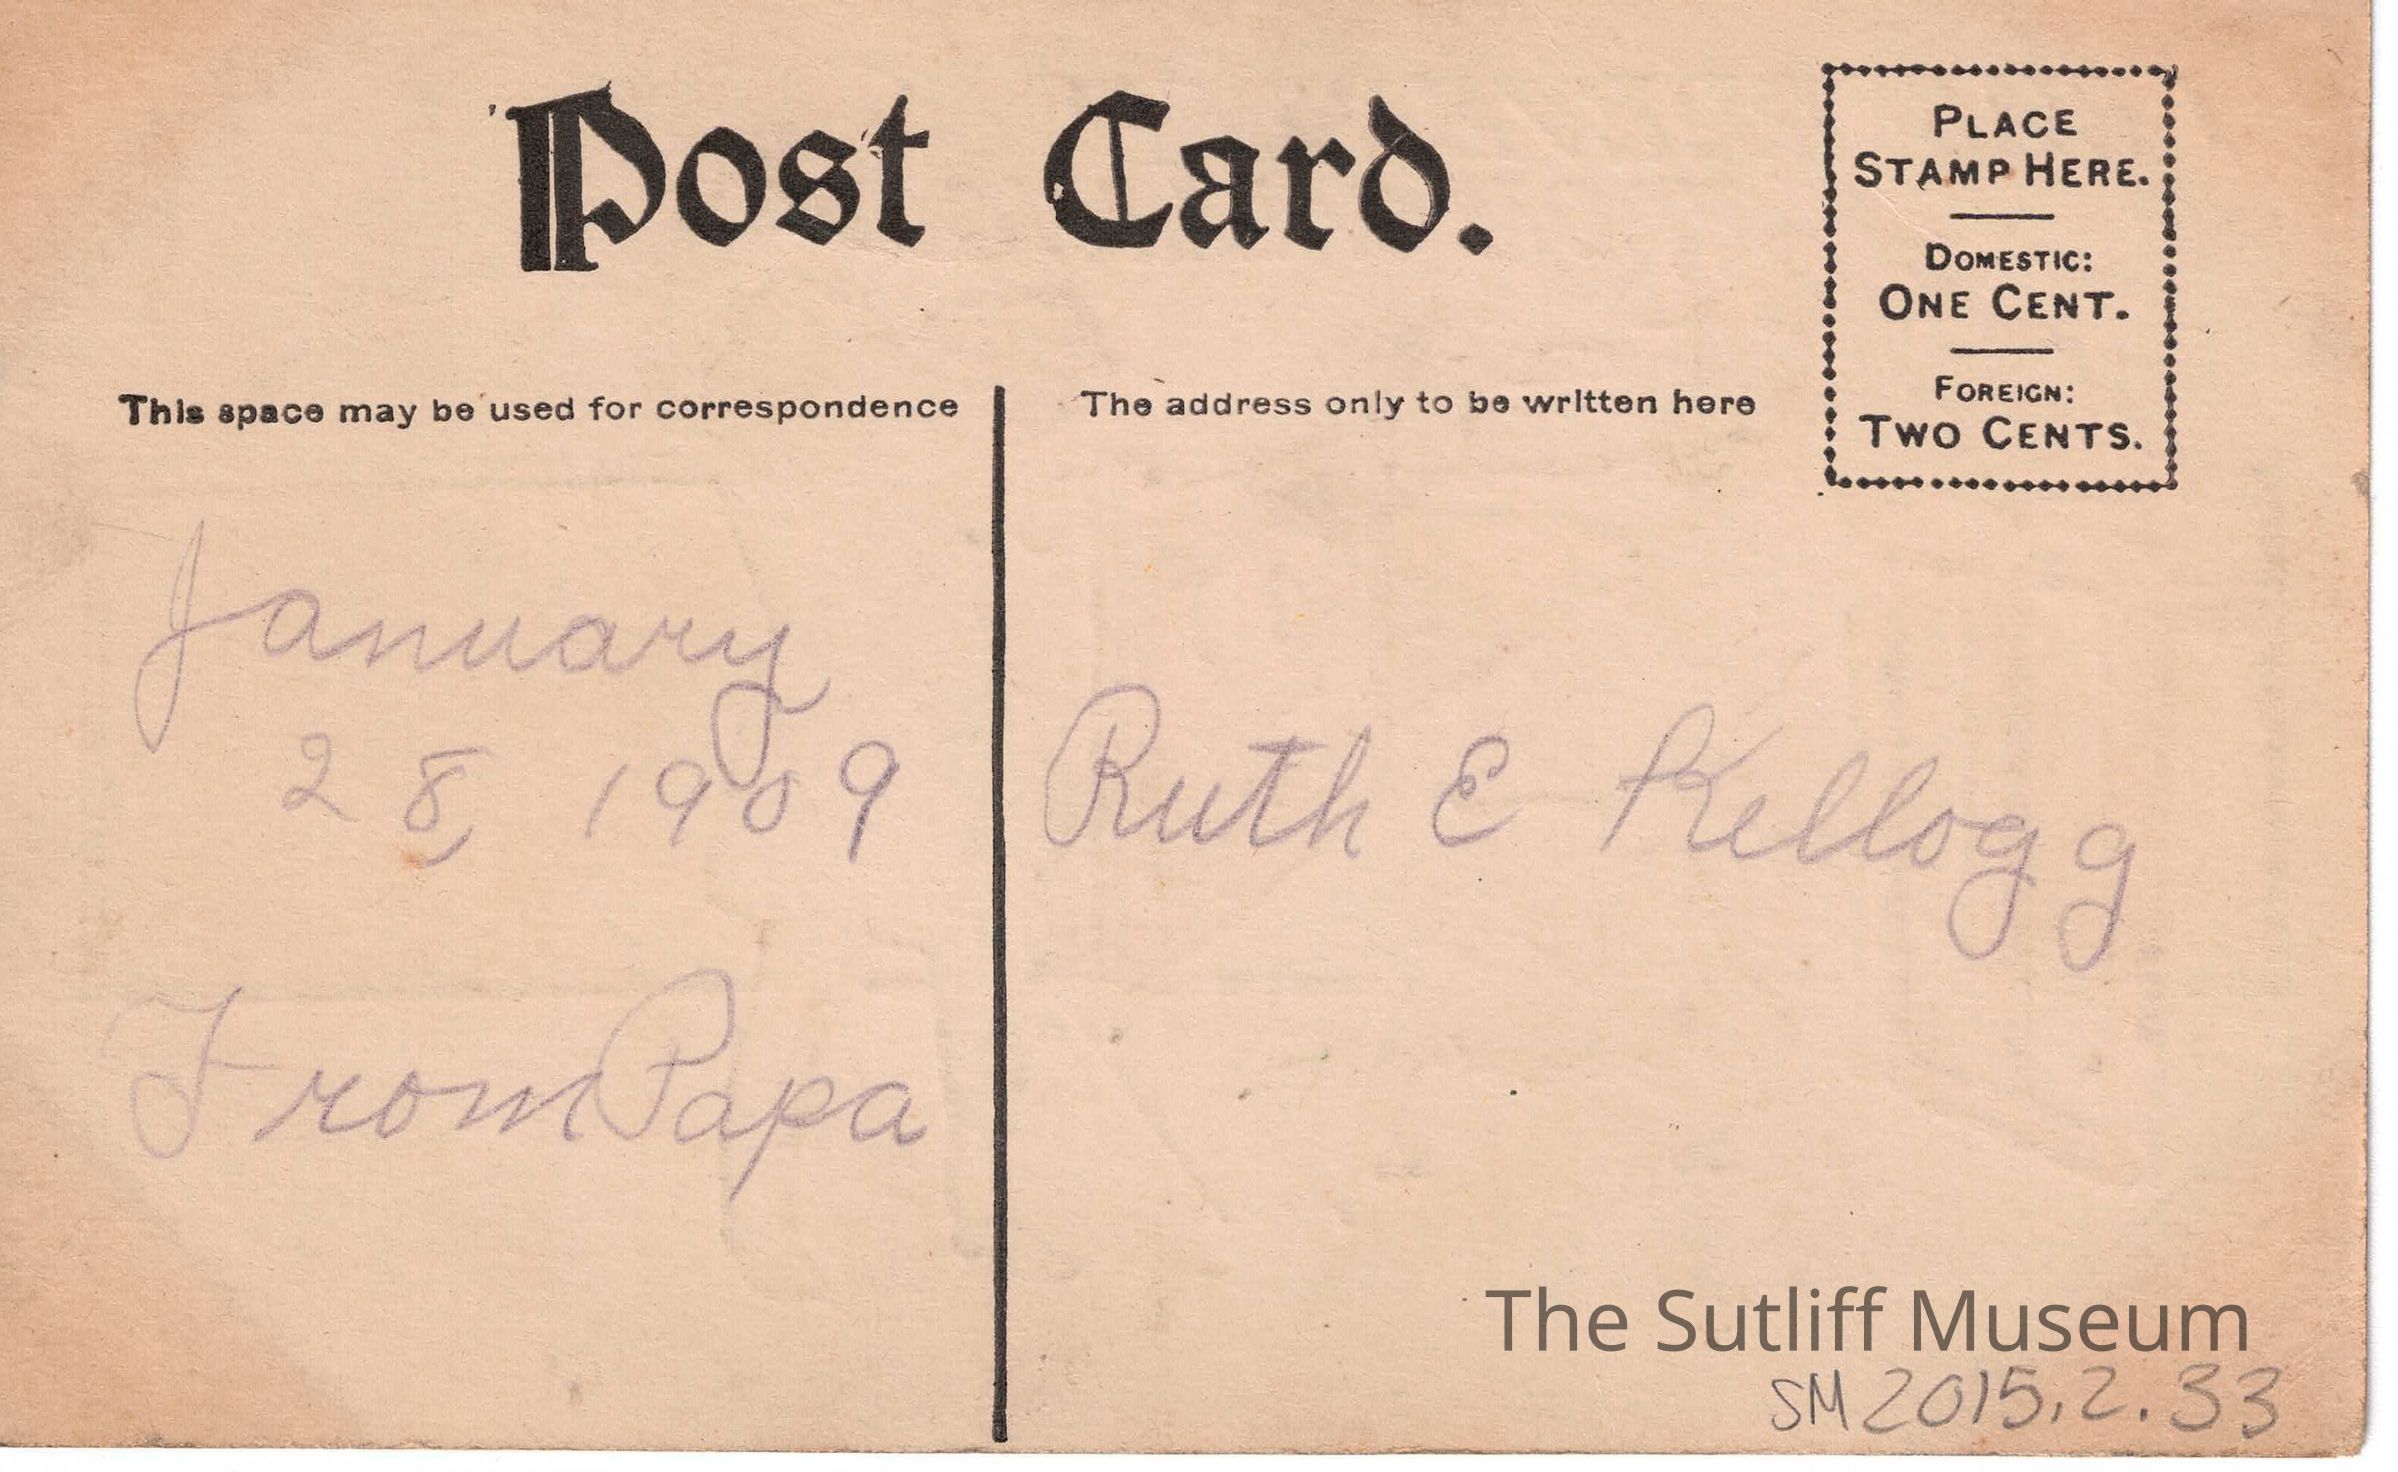 Post Card.
PLACE
STAMP HERE.
DOMESTIC:
ONE CENT.
FOREIGN:
TWO CENTS.
This space may be used for correspondence
The address only to be written here
January
28, 1909
From Papa
Ruth E Kellogg
The Sutliff Museum
SM2015.2.33